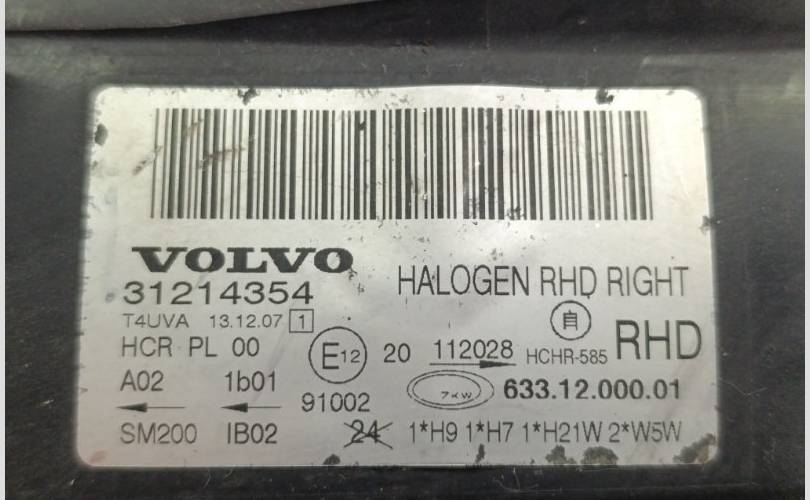 VOLVO
31214354 HALOGEN RHD RIGHT
T4UVA 13.12.07 1
自 RHD
HCR PL 00 E12 20 112028 HCHR-585
A02 1b01 91002 7KW 633.12.000.01
SM200 IB02 24 1*H9 1*H7 1*H21W 2*W5W